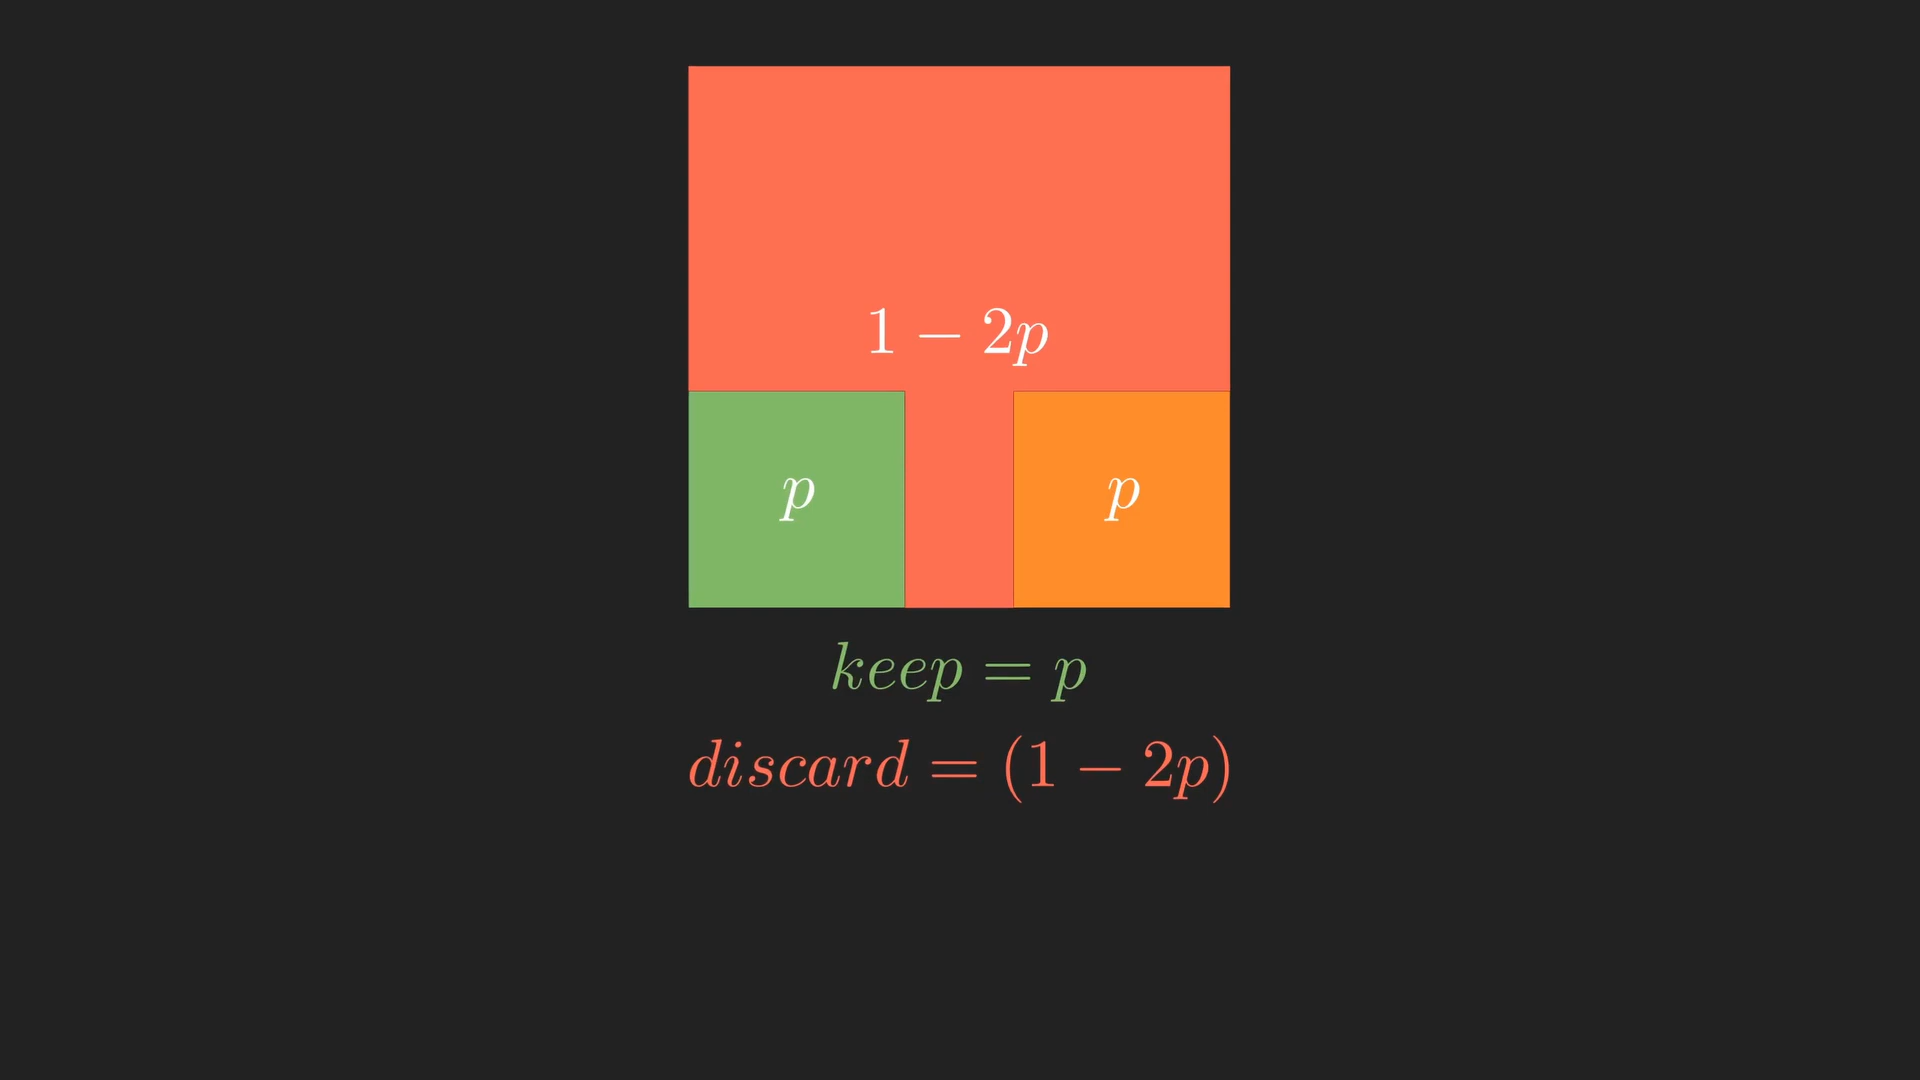 1 − 2p
p p
keep = p
discard = (1 − 2p)